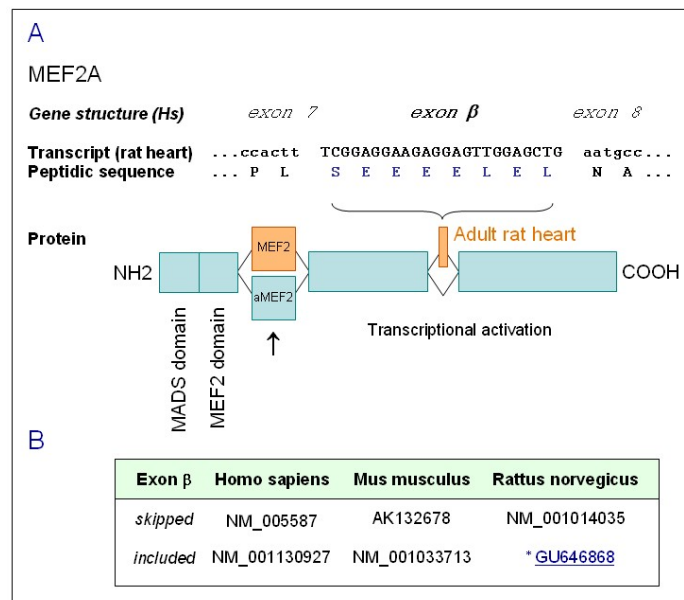 A
MEF2A
Gene structure (Hs) exon 7 exon β exon 8
Transcript (rat heart) ...ccactt TCGGAGGAAGAGGAGTTGGAGCTG aatgcc...
Peptidic sequence ... P L S E E E E L E L N A ...
Protein
MEF2
Adult rat heart
NH2
COOH
aMEF2
Transcriptional activation
MADS domain
MEF2 domain
B
Exon β Homo sapiens Mus musculus Rattus norvegicus
skipped NM_005587 AK132678 NM_001014035
included NM_001130927 NM_001033713 * GU646868